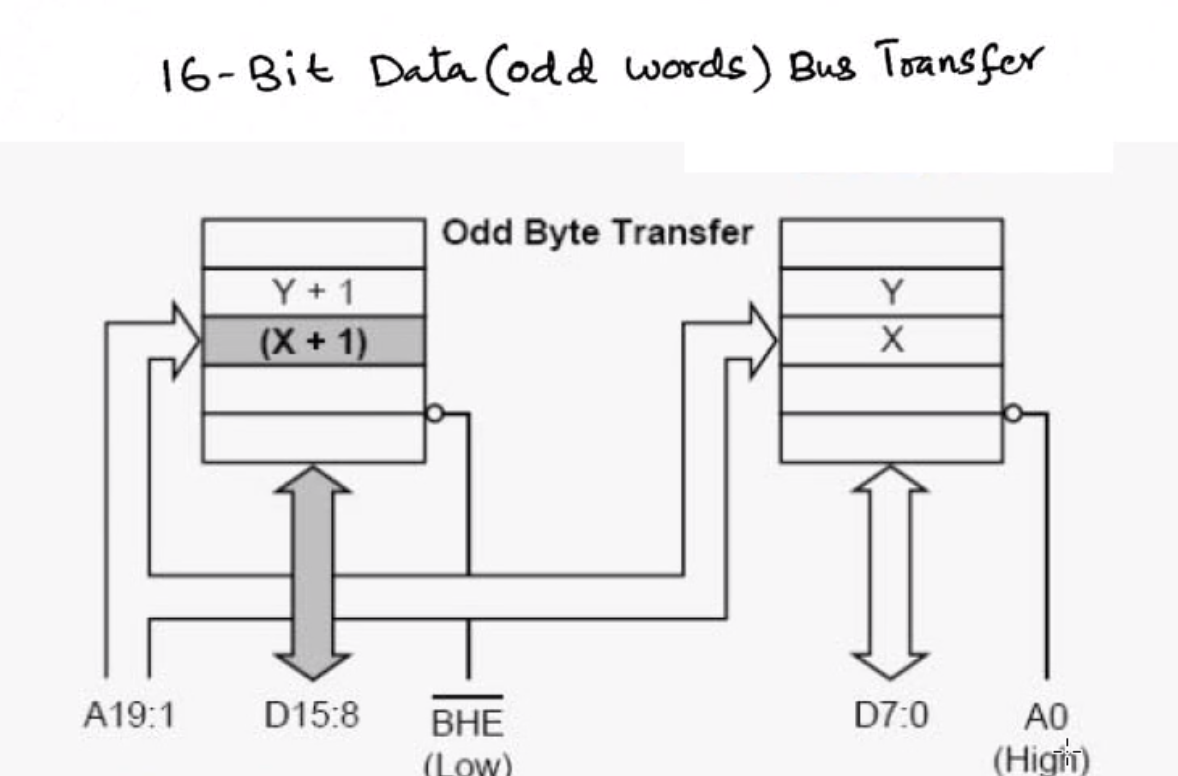 16-Bit Data (odd words) Bus Transfer
Odd Byte Transfer
Y + 1
(X + 1)
Y
X
A19:1
D15:8
BHE
(Low)
D7:0
A0
(High)